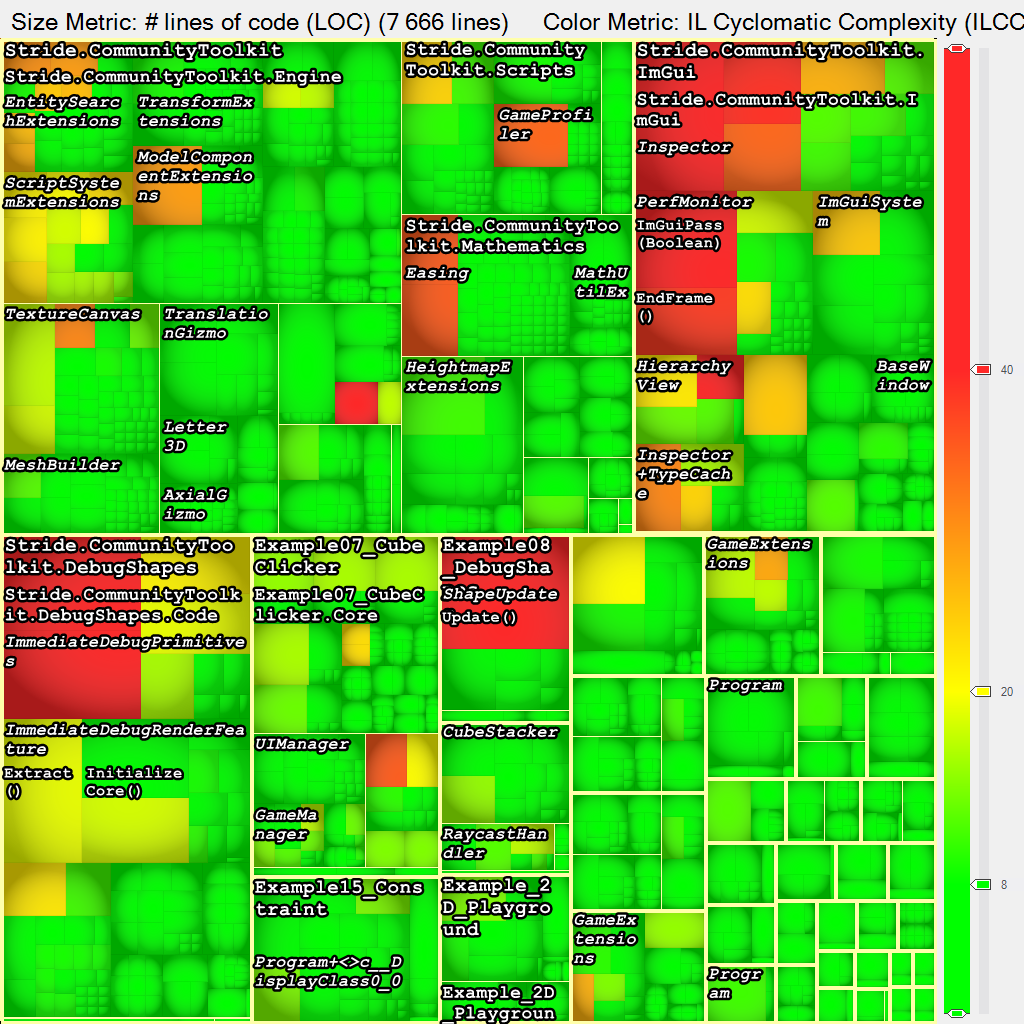 Size Metric: # lines of code (LOC) (7 666 lines)
Color Metric: IL Cyclomatic Complexity (ILCC
Stride.CommunityToolkit
Stride.CommunityToolkit.Engine
EntitySearc
hExtensions
TransformEx
tensions
ModelCompon
entExtensio
ns
ScriptSyste
mExtensions
Stride.Community
Toolkit.Scripts
GameProfi
ler
Stride.CommunityToo
lkit.Mathematics
Easing
MathU
tilEx
Stride.CommunityToolkit.
ImGui
Stride.CommunityToolkit.I
mGui
Inspector
PerfMonitor
ImGuiPass
(Boolean)
EndFrame
()
ImGuiSyste
m
TextureCanvas
MeshBuilder
Translatio
nGizmo
Letter
3D
AxialG
izmo
HeightmapE
xtensions
Hierarchy
View
BaseW
indow
Inspector
+TypeCach
e
40
20
8
Stride.CommunityToo
lkit.DebugShapes
Stride.CommunityToolk
it.DebugShapes.Code
ImmediateDebugPrimitive
s
ImmediateDebugRenderFea
ture
Extract
()
Initialize
Core()
Example07_Cube
Clicker
Example07_CubeC
licker.Core
UIManager
GameMa
nager
Example15_Cons
traint
Program+<>c__D
isplayClass0_0
Example08
_DebugSha
ShapeUpdate
Update()
CubeStacker
RaycastHan
dler
Example_2
D_Playgro
und
Example_2D
_Playgroun
GameExtens
ions
Program
GameEx
tensio
ns
Progr
am